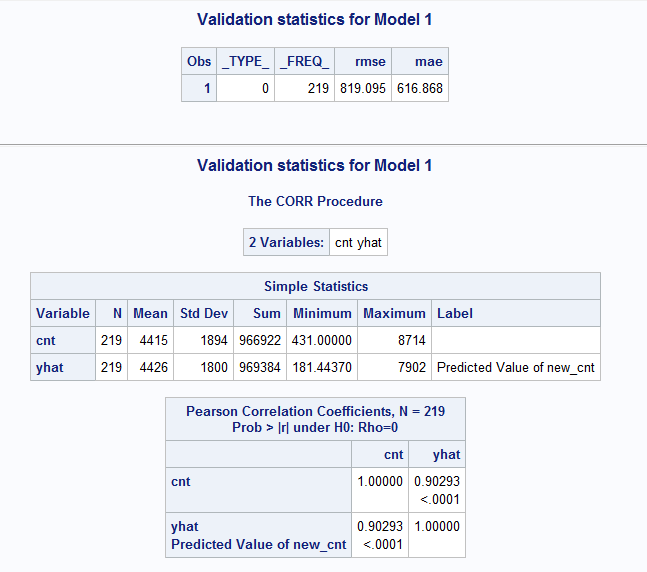 Validation statistics for Model 1
Obs _TYPE_ _FREQ_ rmse mae
1 0 219 819.095 616.868
Validation statistics for Model 1
The CORR Procedure
2 Variables: cnt yhat
Simple Statistics
Variable N Mean Std Dev Sum Minimum Maximum Label
cnt 219 4415 1894 966922 431.00000 8714
yhat 219 4426 1800 969384 181.44370 7902 Predicted Value of new_cnt
Pearson Correlation Coefficients, N = 219
Prob > |r| under H0: Rho=0
cnt yhat
cnt 1.00000 0.90293
<.0001
yhat 0.90293 1.00000
Predicted Value of new_cnt <.0001